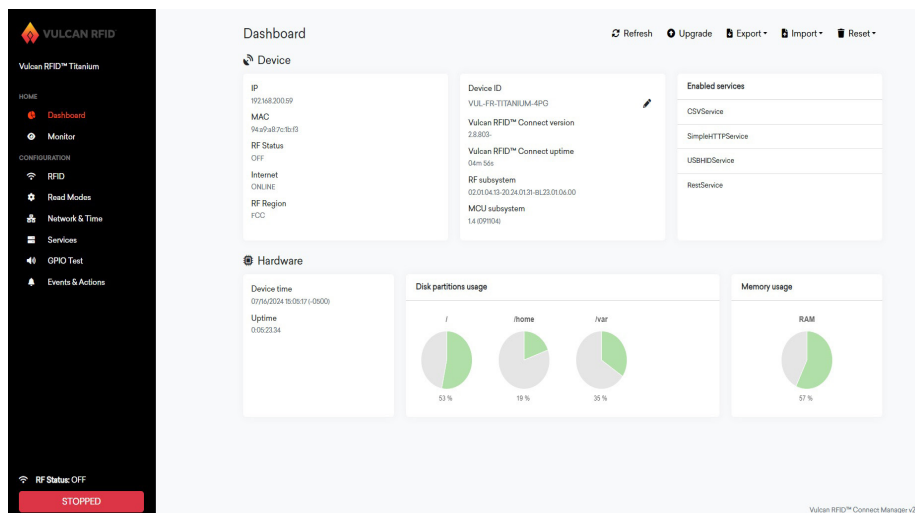 VULCAN RFID
Vulcan RFID™ Titanium
HOME
Dashboard
Monitor
CONFIGURATION
RFID
Read Modes
Network & Time
Services
GPIO Test
Events & Actions
RF Status: OFF
STOPPED
Dashboard
Refresh
Upgrade
Export
Import
Reset
Device
IP
192.168.200.59
MAC
94:a9:a8:7c:1b:f3
RF Status
OFF
Internet
ONLINE
RF Region
FCC
Device ID
VUL-FR-TITANIUM-4PG
Vulcan RFID™ Connect version
2.8.803-
Vulcan RFID™ Connect uptime
04m 56s
RF subsystem
02.01.04.13-20.24.01.31-BL23.01.06.00
MCU subsystem
1.4 (091104)
Enabled services
CSVService
SimpleHTTPService
USBHIDService
RestService
Hardware
Device time
07/16/2024 15:05:17 (-0500)
Uptime
0:05:23.34
Disk partitions usage
/
/home
/var
53 %
19 %
35 %
Memory usage
RAM
57 %
Vulcan RFID™ Connect Manager v2